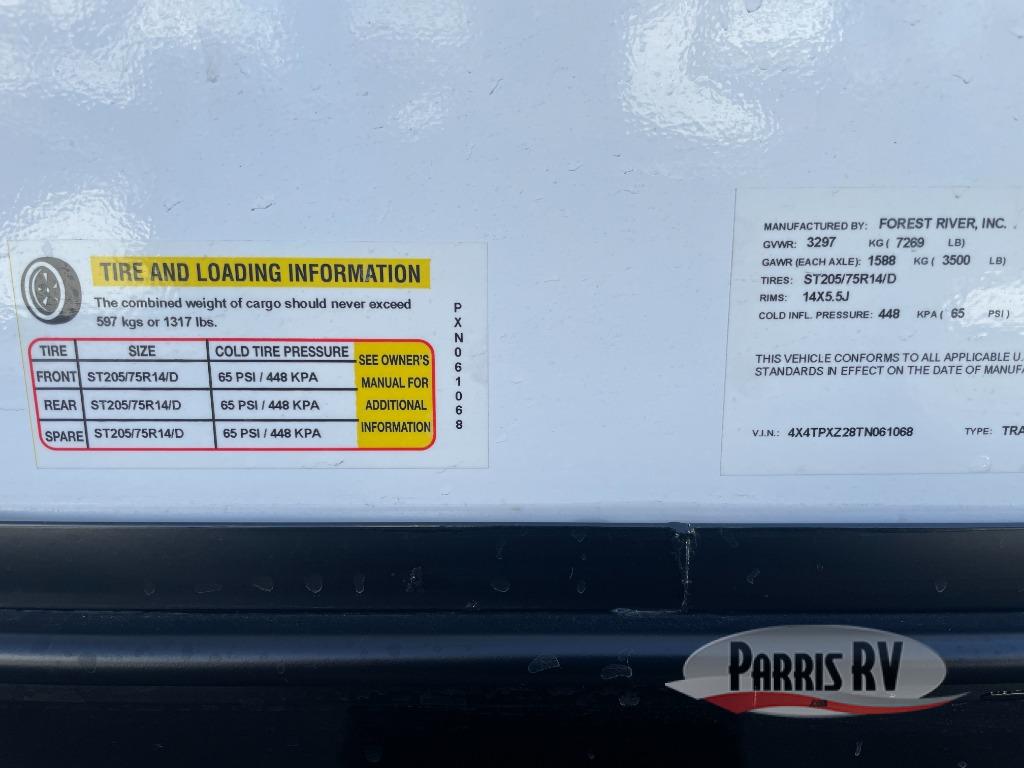 TIRE AND LOADING INFORMATION
The combined weight of cargo should never exceed
597 kgs or 1317 lbs.
TIRE SIZE COLD TIRE PRESSURE
FRONT ST205/75R14/D 65 PSI / 448 KPA
REAR ST205/75R14/D 65 PSI / 448 KPA
SPARE ST205/75R14/D 65 PSI / 448 KPA
SEE OWNER'S
MANUAL FOR
ADDITIONAL
INFORMATION
PXN061068
MANUFACTURED BY: FOREST RIVER, INC.
GVWR: 3297 KG ( 7269 LB)
GAWR (EACH AXLE): 1588 KG ( 3500 LB)
TIRES: ST205/75R14/D
RIMS: 14X5.5J
COLD INFL. PRESSURE: 448 KPA ( 65 PSI)
THIS VEHICLE CONFORMS TO ALL APPLICABLE U.
STANDARDS IN EFFECT ON THE DATE OF MANUFA
V.I.N.: 4X4TPXZ28TN061068 TYPE: TRA
PARRIS RV
.com